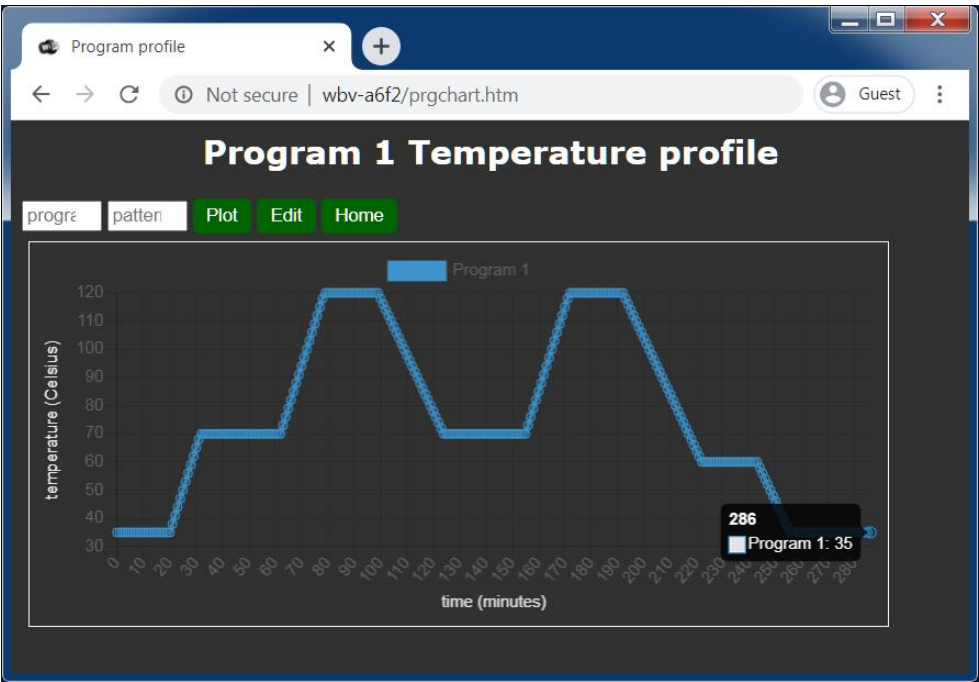 Program profile
Not secure | wbv-a6f2/prgchart.htm
Guest
Program 1 Temperature profile
progra patter Plot Edit Home
Program 1
temperature (Celsius)
120
110
100
90
80
70
60
50
40
30
286
Program 1: 35
0 10 20 30 40 50 60 70 80 90 100 110 120 130 140 150 160 170 180 190 200 210 220 230 240 250 260 270 280
time (minutes)